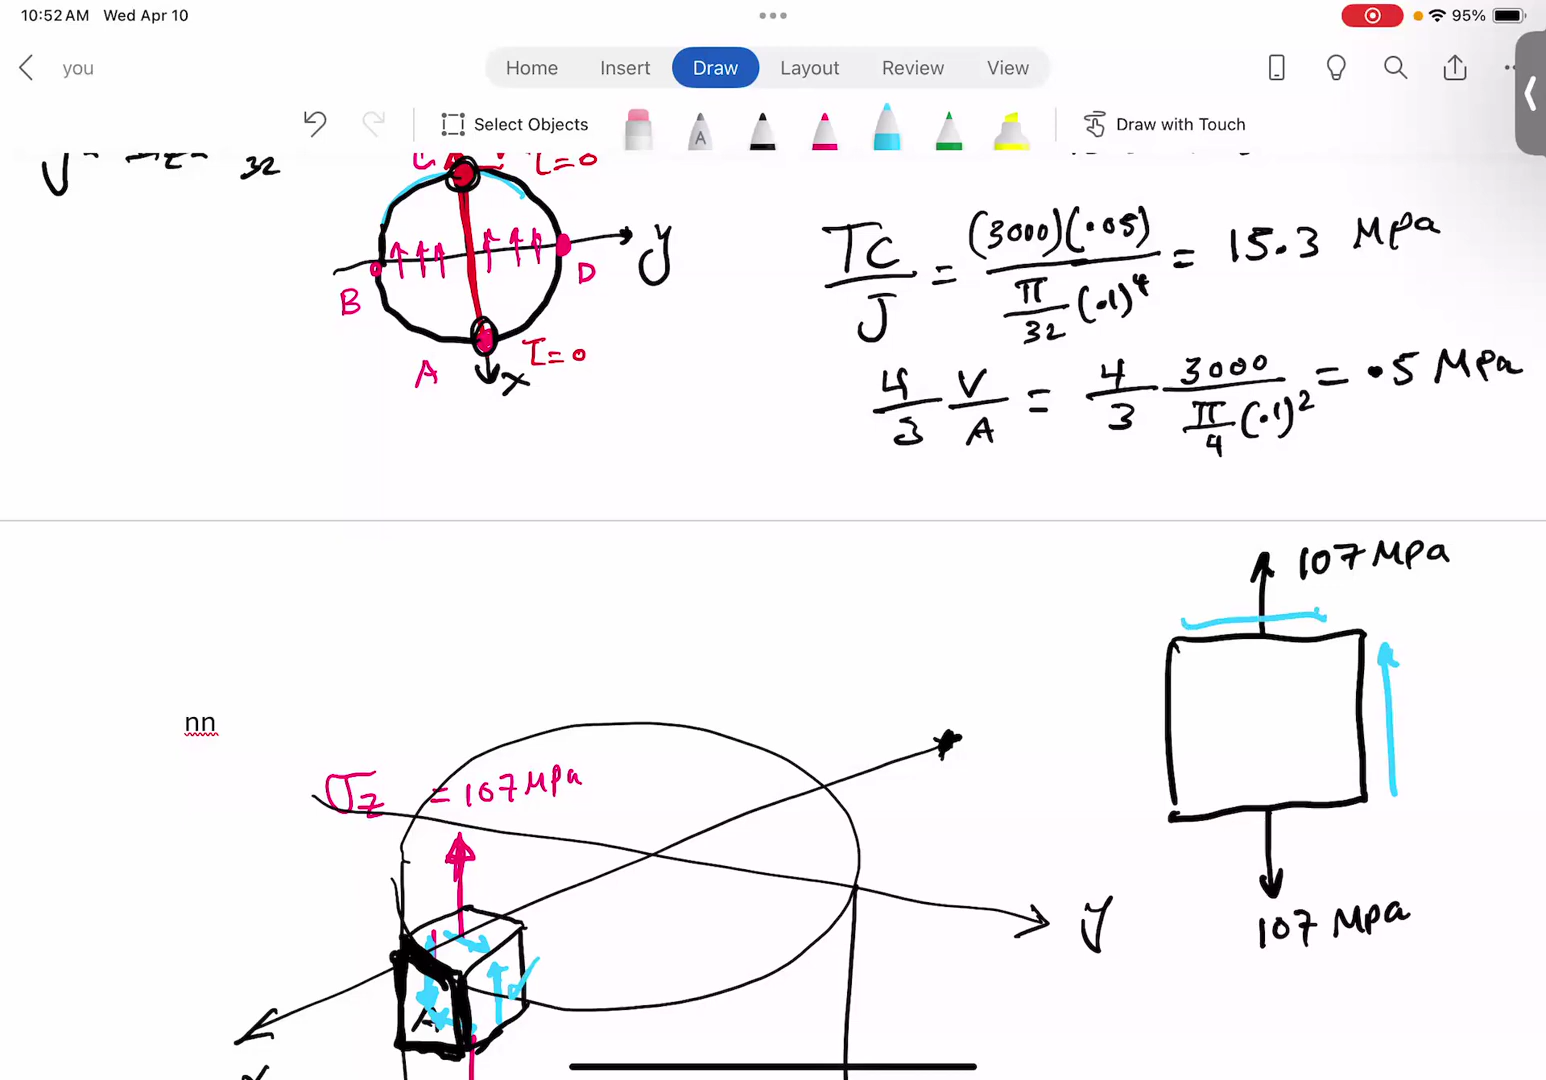 10:52 AM Wed Apr 10
95%
you
Home Insert Draw Layout Review View
Select Objects
A
Draw with Touch
32
τ=0
y
B
D
A
τ=0
x
Tc/J = (3000)(.05)/(π/32 (.1)^4) = 15.3 MPa
4/3 V/A = 4/3 3000/(π/4 (.1)^2) = .5 MPa
107 MPa
nn
σz = 107 MPa
y
A
107 MPa